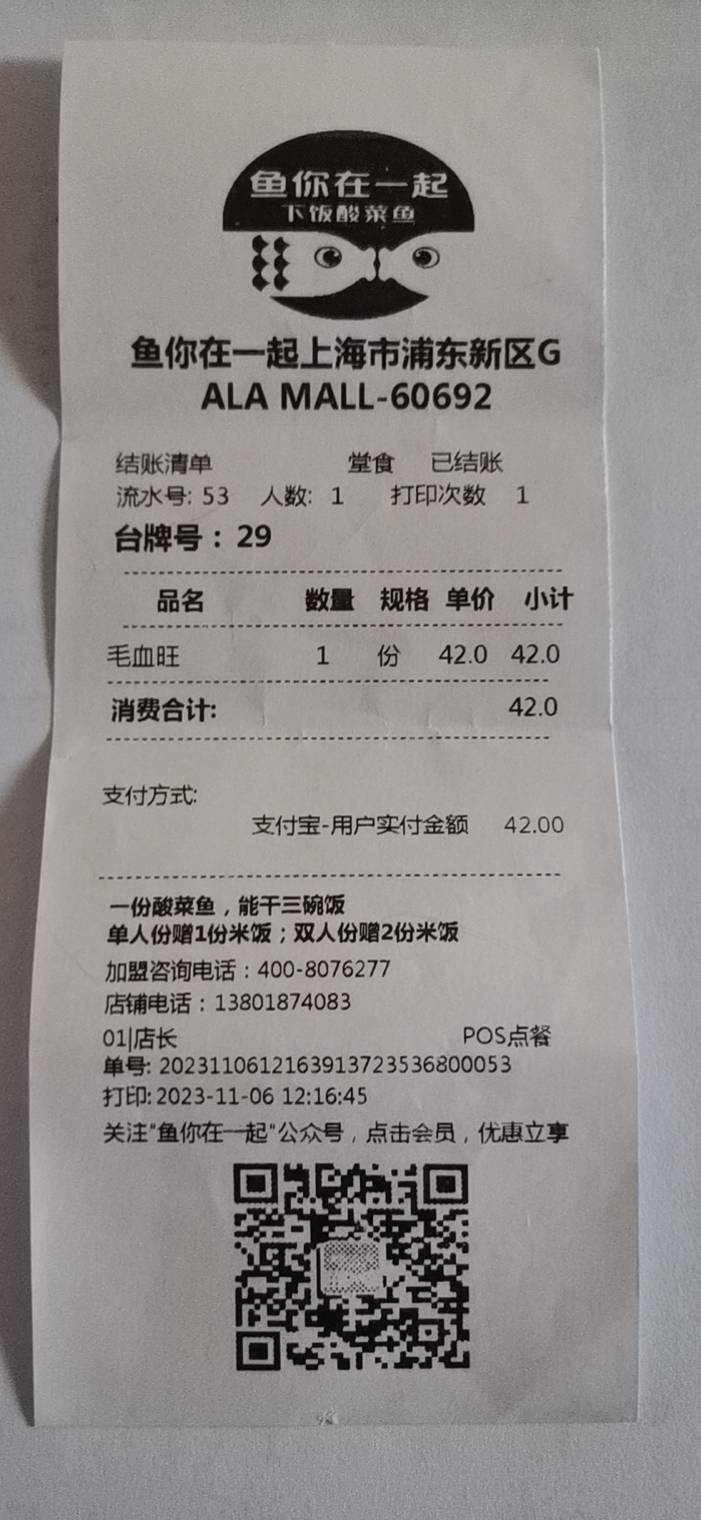 鱼你在一起
下饭酸菜鱼
鱼你在一起上海市浦东新区G
ALA MALL-60692
结账清单 堂食 已结账
流水号: 53 人数: 1 打印次数 1
台牌号：29
品名 数量 规格 单价 小计
毛血旺 1 份 42.0 42.0
消费合计: 42.0
支付方式:
支付宝-用户实付金额 42.00
一份酸菜鱼，能干三碗饭
单人份赠1份米饭；双人份赠2份米饭
加盟咨询电话：400-8076277
店铺电话：13801874083
01|店长 POS点餐
单号: 2023110612163913723536800053
打印: 2023-11-06 12:16:45
关注"鱼你在一起"公众号，点击会员，优惠立享